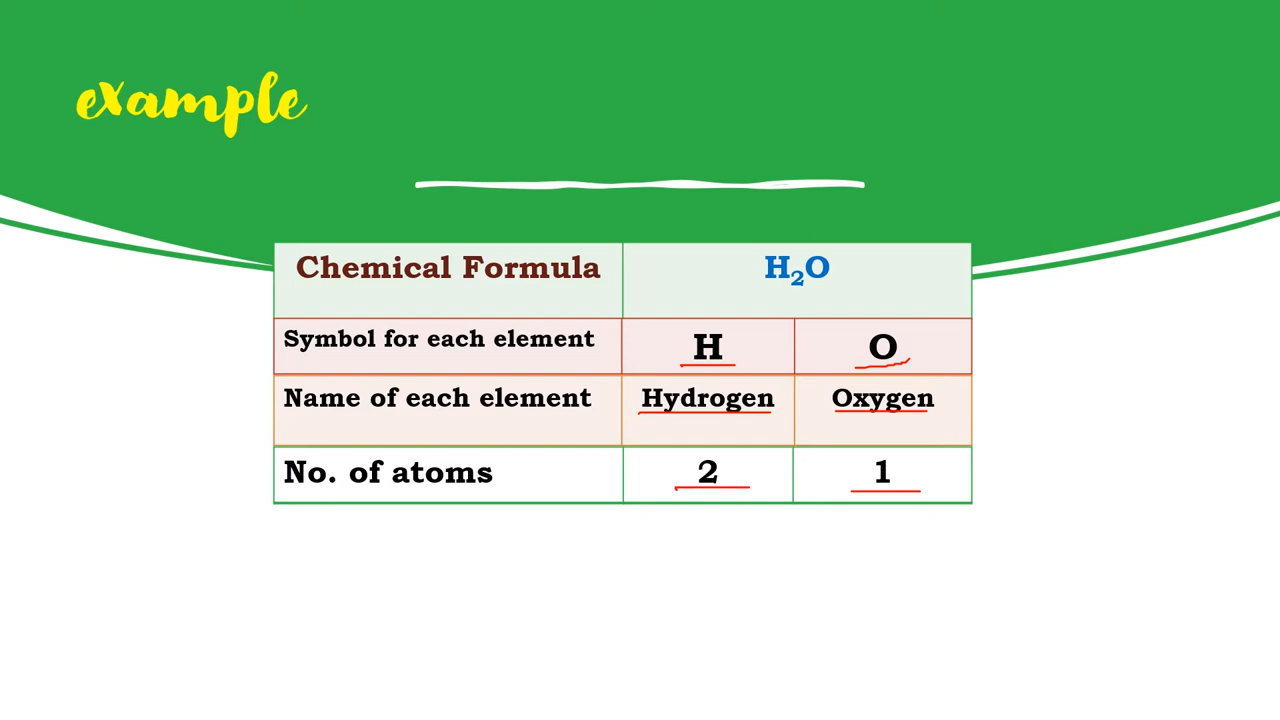 example
Chemical Formula H₂O
Symbol for each element H O
Name of each element Hydrogen Oxygen
No. of atoms 2 1